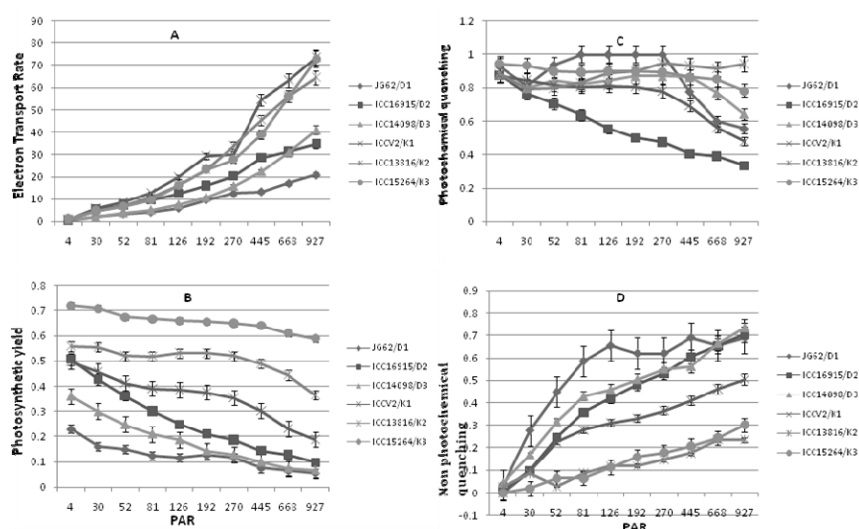 A
Electron Transport Rate
90
80
70
60
50
40
30
20
10
0
4 30 52 81 126 192 270 445 668 927
JG62/D1
ICC16915/D2
ICC14098/D3
ICCV2/K1
ICC13816/K2
ICC15264/K3
C
Photochemical quenching
1.2
1
0.8
0.6
0.4
0.2
0
4 30 52 81 126 192 270 445 668 927
JG62/D1
ICC16915/D2
ICC14098/D3
ICCV2/K1
ICC13816/K2
ICC15264/K3
B
Photosynthetic yield
0.8
0.7
0.6
0.5
0.4
0.3
0.2
0.1
0
4 30 52 81 126 192 270 445 668 927
PAR
JG62/D1
ICC16915/D2
ICC14098/D3
ICCV2/K1
ICC13816/K2
ICC15264/K3
D
Non photochemical
quenching
0.9
0.8
0.7
0.6
0.5
0.4
0.3
0.2
0.1
0
-0.1
4 30 52 81 126 192 270 445 668 927
PAR
JG62/D1
ICC16915/D2
ICC14098/D3
ICCV2/K1
ICC13816/K2
ICC15264/K3